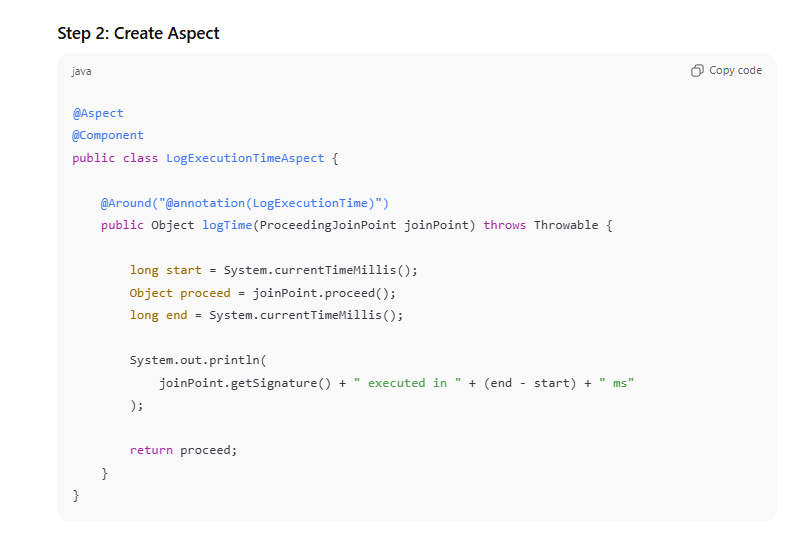 Step 2: Create Aspect
java
Copy code
@Aspect
@Component
public class LogExecutionTimeAspect {
@Around("@annotation(LogExecutionTime)")
public Object logTime(ProceedingJoinPoint joinPoint) throws Throwable {
long start = System.currentTimeMillis();
Object proceed = joinPoint.proceed();
long end = System.currentTimeMillis();
System.out.println(
joinPoint.getSignature() + " executed in " + (end - start) + " ms"
);
return proceed;
}
}